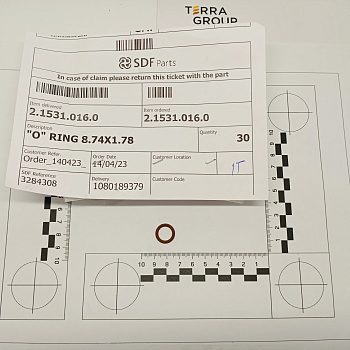 TERRA
GROUP
SDF Parts
In case of claim please return this ticket with the part
Item delivered Item ordered
2.1531.016.0 2.1531.016.0
Description Quantity
"O" RING 8.74X1.78 30
Customer Refer. Order Date Customer Location
Order_140423_ 14/04/23 1T
SDF Reference Delivery Customer Code
3284308 1080189379
10 9 8 7 6 5 4 3 2 1